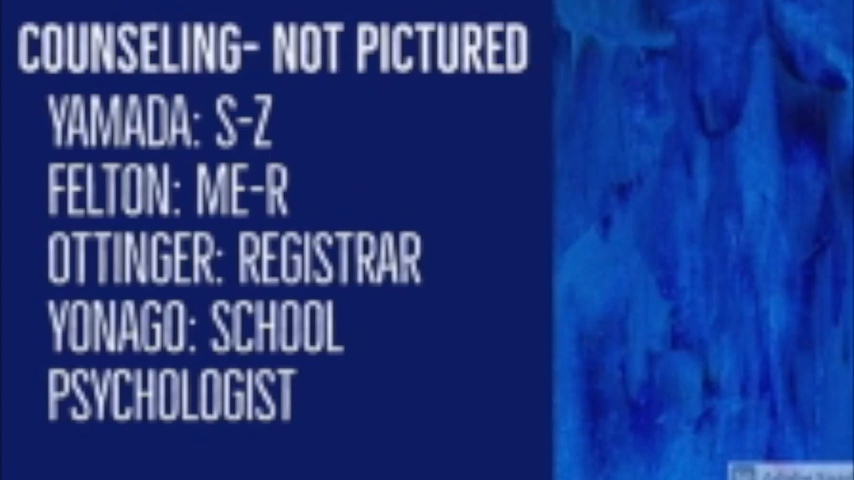 COUNSELING- NOT PICTURED
YAMADA: S-Z
FELTON: ME-R
OTTINGER: REGISTRAR
YONAGO: SCHOOL
PSYCHOLOGIST